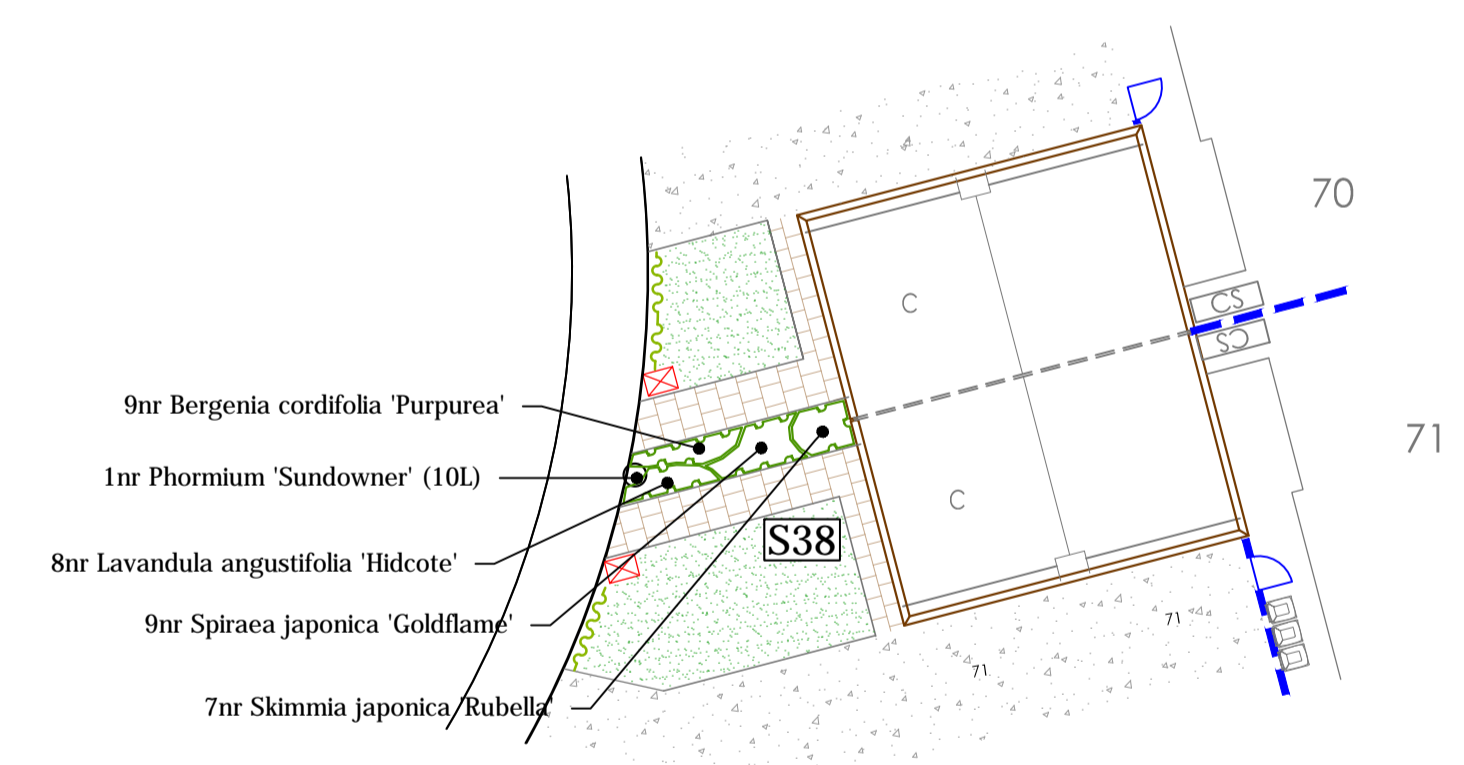 70
C
CS
CS
9nr Bergenia cordifolia 'Purpurea'
71
1nr Phormium 'Sundowner' (10L)
C
S38
8nr Lavandula angustifolia 'Hidcote'
9nr Spiraea japonica 'Goldflame'
71
71
7nr Skimmia japonica 'Rubella'